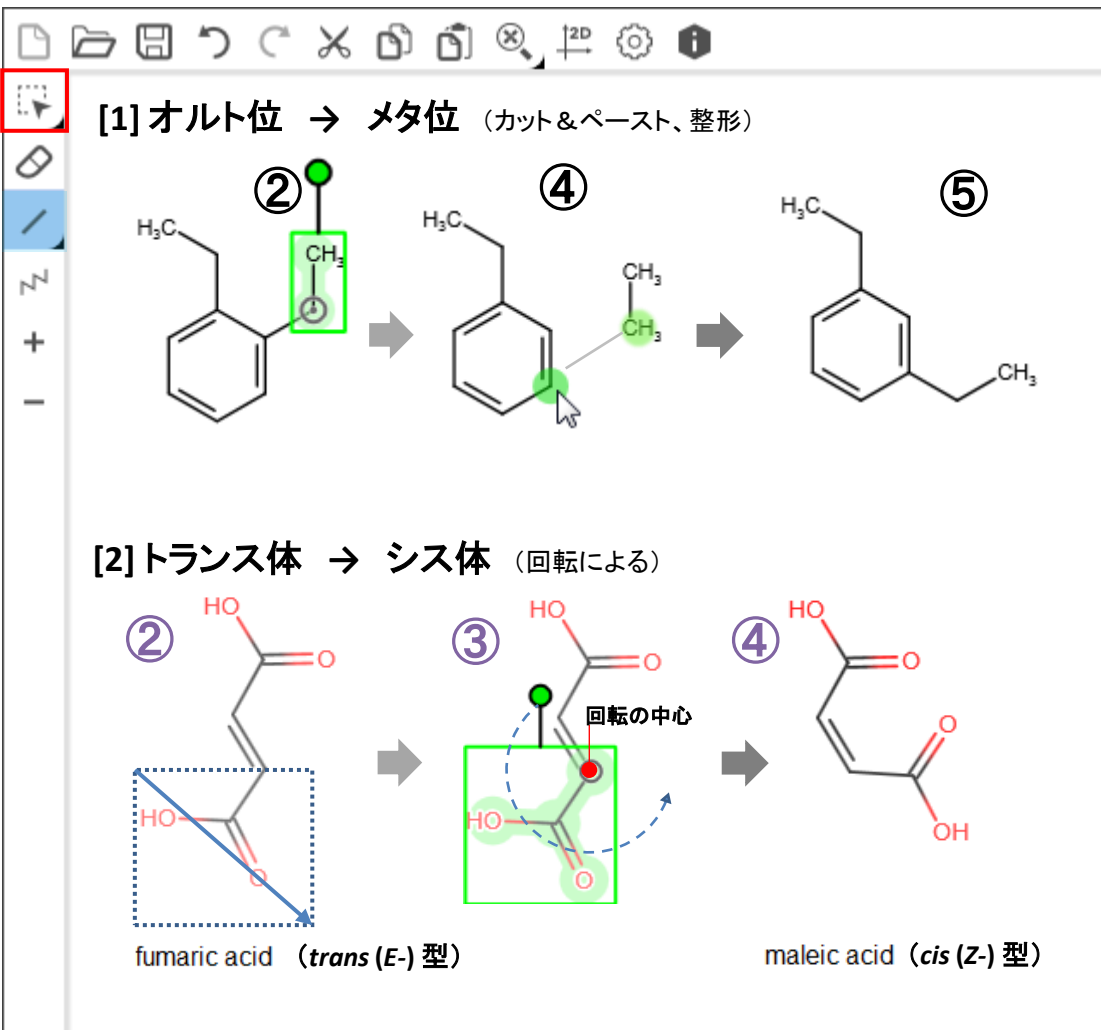 2D
[1] オルト位 → メタ位 (カット&ペースト、整形)
② ④ ⑤
H₃C CH₃
H₃C CH₃ CH₃
H₃C CH₃
[2] トランス体 → シス体 (回転による)
② ③ ④
HO O HO O
HO O 回転の中心 HO O
HO O O OH
fumaric acid (trans (E-) 型)
maleic acid (cis (Z-) 型)